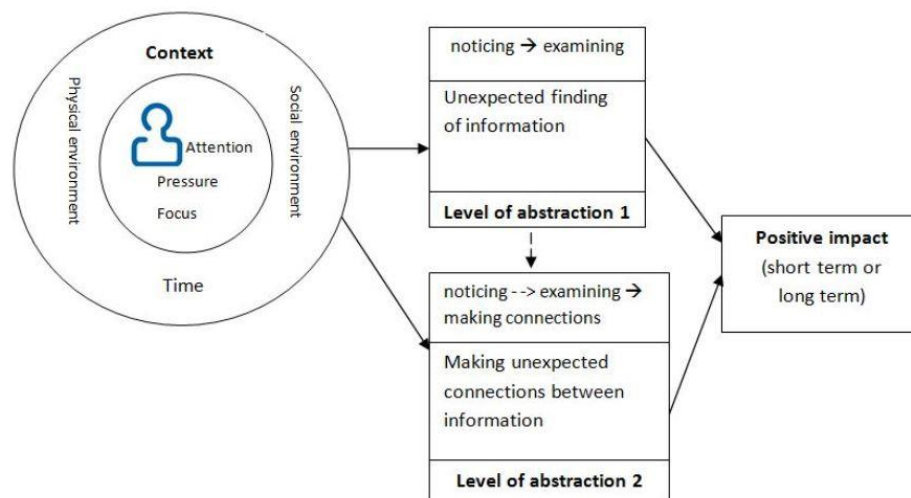 Context
Physical environment
Social environment
Attention
Pressure
Focus
Time
noticing → examining
Unexpected finding
of information
Level of abstraction 1
noticing --> examining →
making connections
Making unexpected
connections between
information
Level of abstraction 2
Positive impact
(short term or
long term)